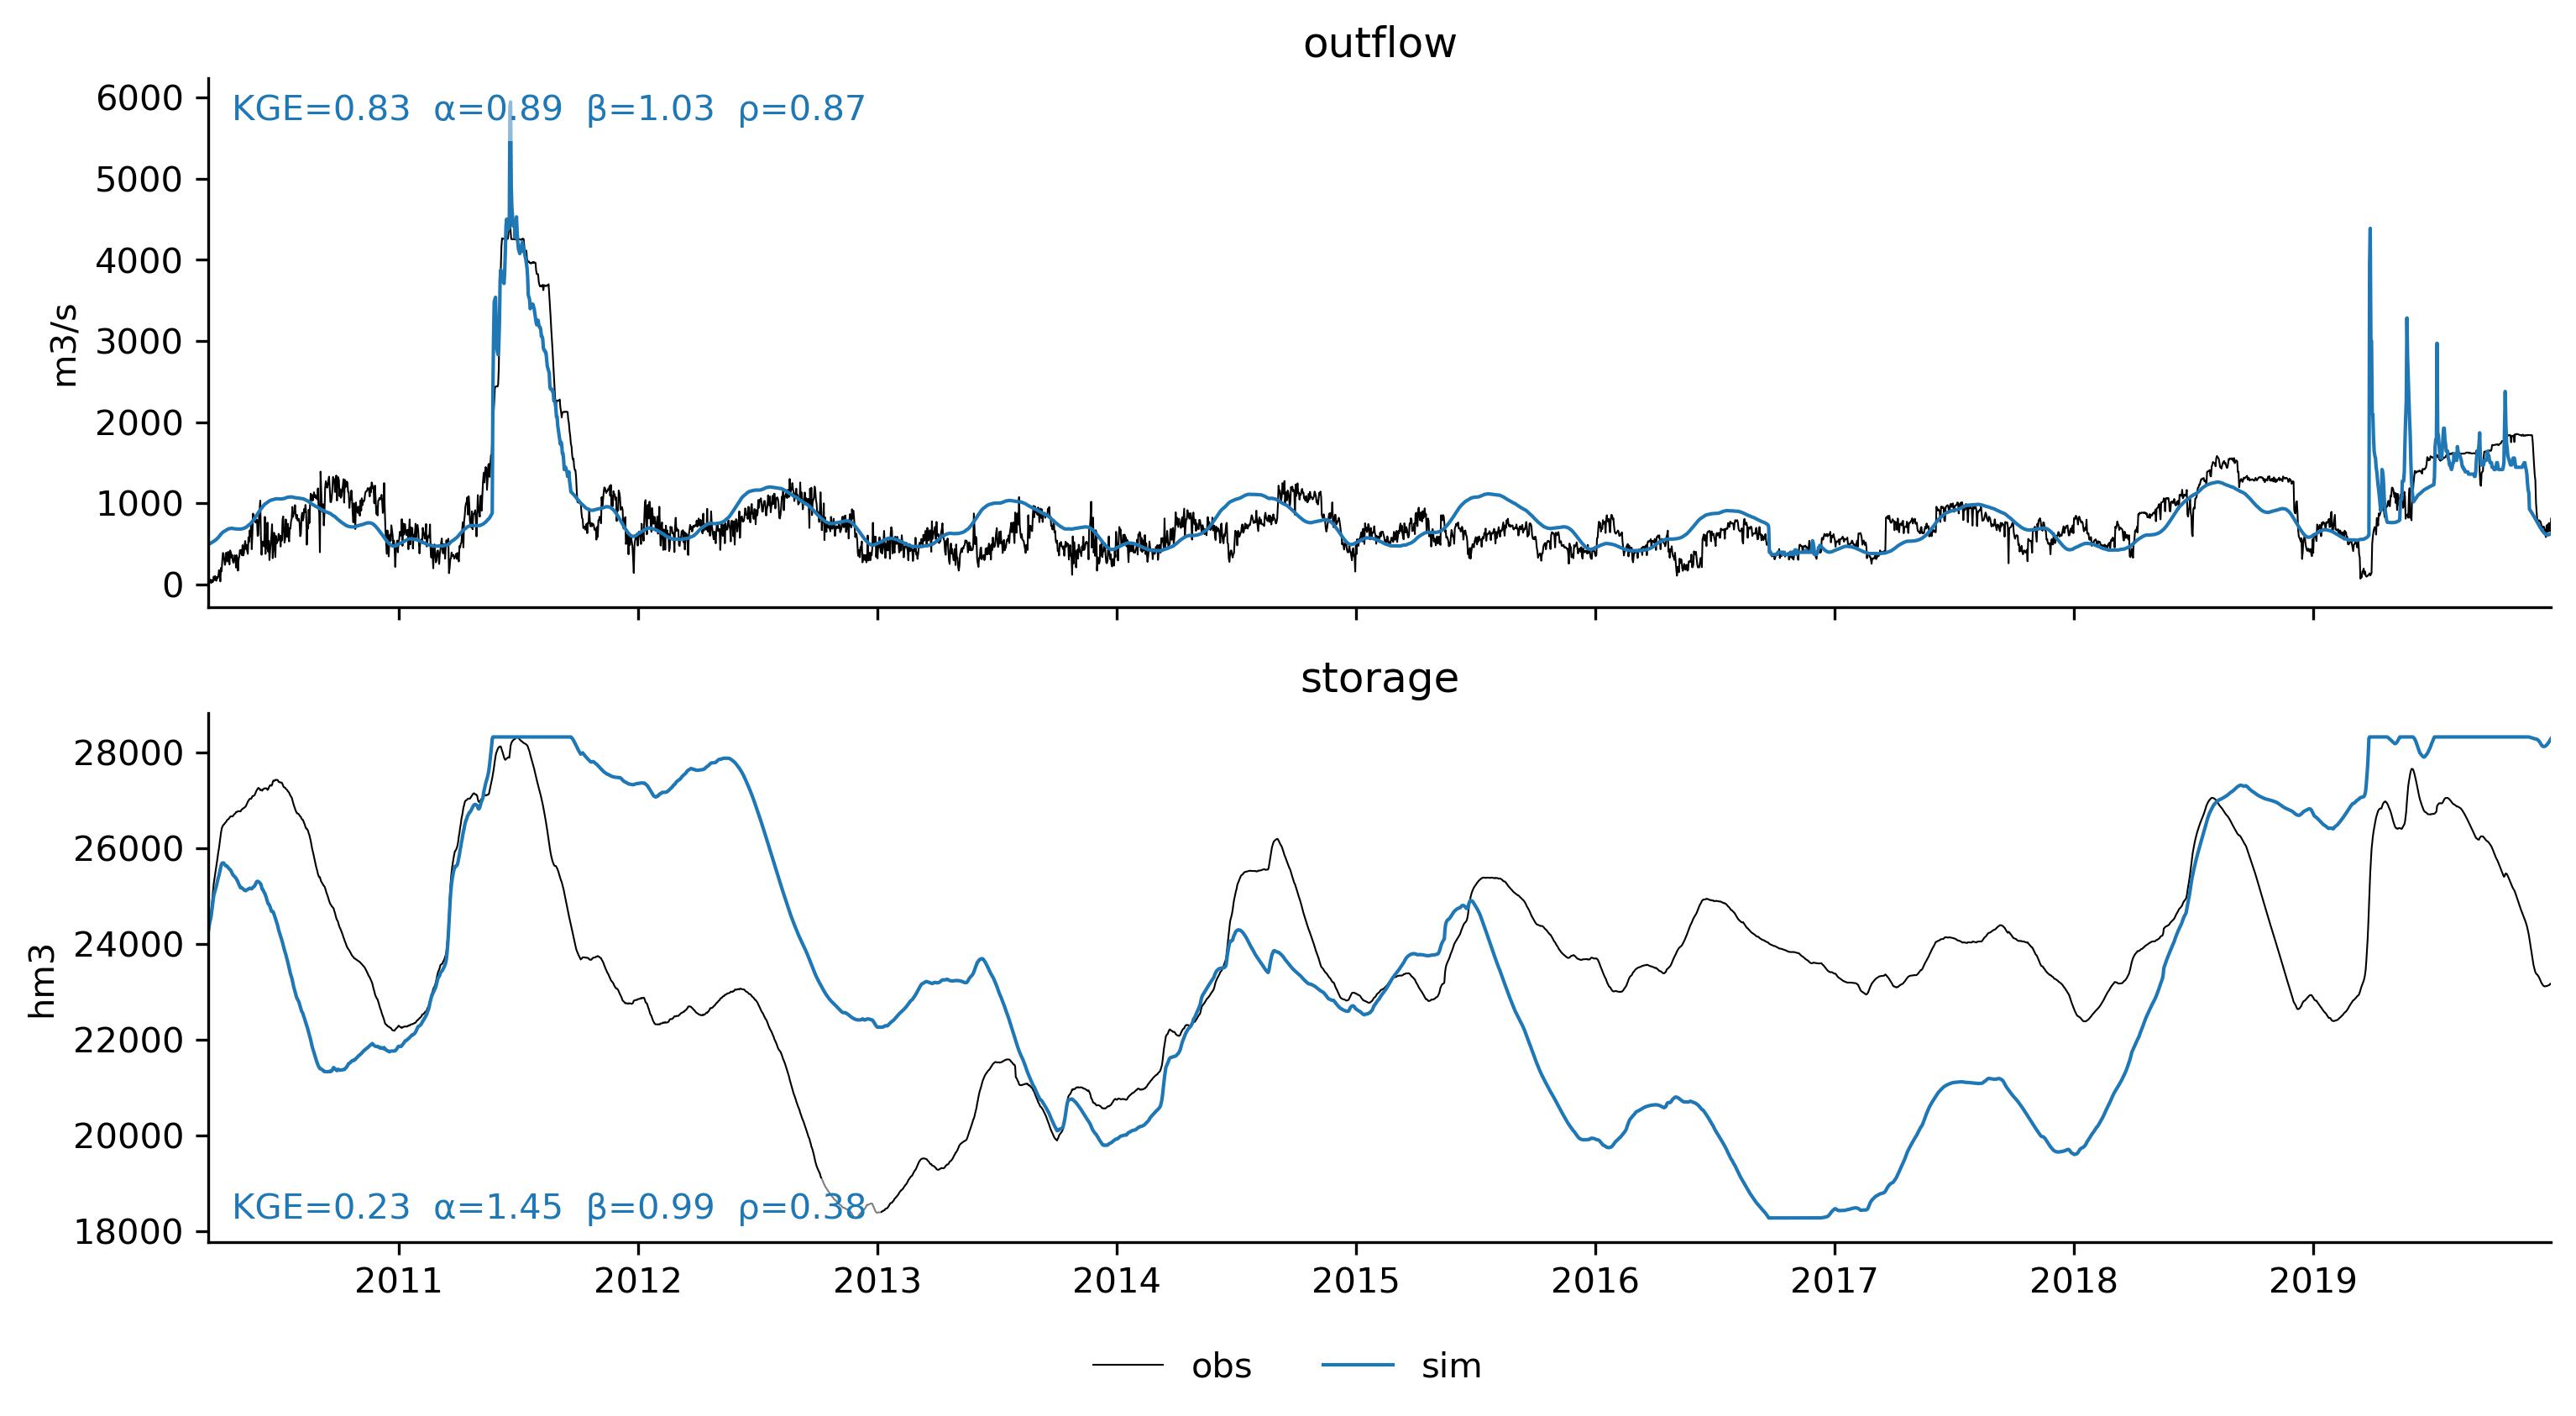 outflow
KGE=0.83 α=0.89 β=1.03 ρ=0.87
6000
5000
4000
3000
2000
1000
0
m3/s
storage
28000
26000
24000
22000
20000
18000
hm3
KGE=0.23 α=1.45 β=0.99 ρ=0.38
2011 2012 2013 2014 2015 2016 2017 2018 2019
obs sim